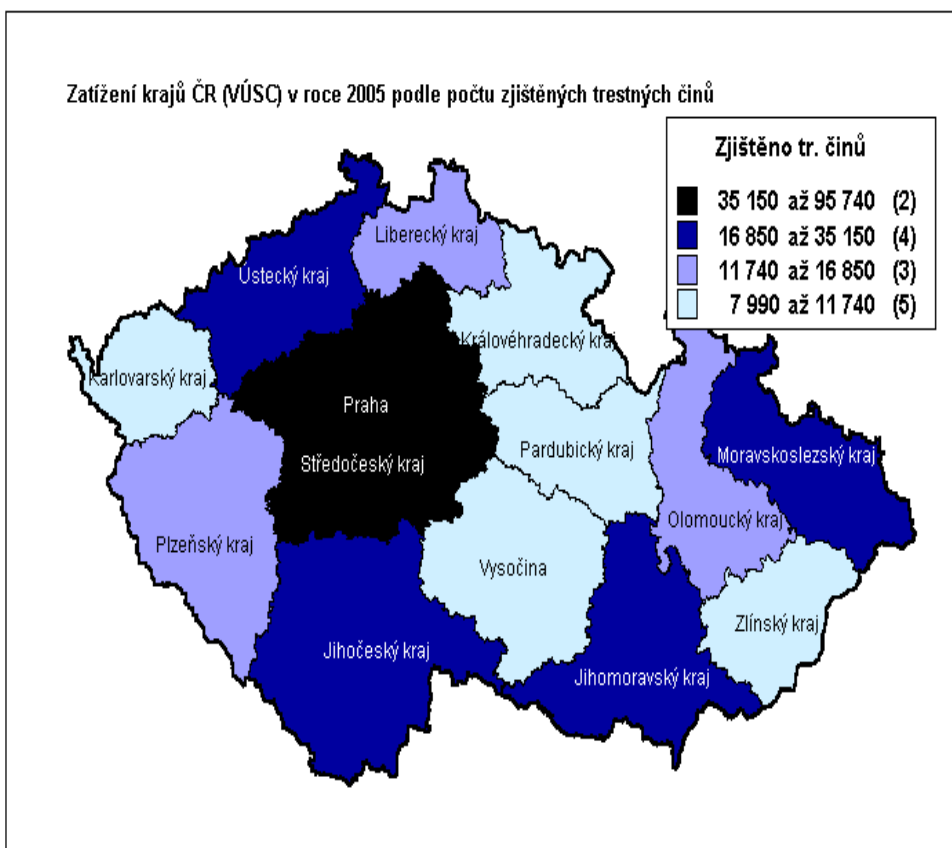 Zatížení krajů ČR (VÚSC) v roce 2005 podle počtu zjištěných trestných činů
Zjištěno tr. činů
35 150 až 95 740 (2)
16 850 až 35 150 (4)
11 740 až 16 850 (3)
7 990 až 11 740 (5)
Liberecký kraj
Ústecký kraj
Královéhradecký kraj
Karlovarský kraj
Praha
Středočeský kraj
Pardubický kraj
Moravskoslezský kraj
Olomoucký kraj
Plzeňský kraj
Vysočina
Zlínský kraj
Jihočeský kraj
Jihomoravský kraj